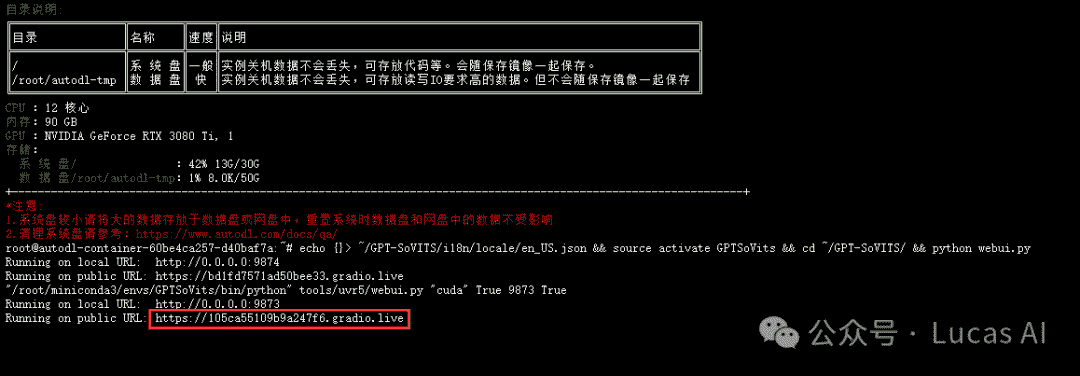 目录说明:
目录 名称 速度 说明
/ 系 统 盘 一般 实例关机数据不会丢失，可存放代码等。会随保存镜像一起保存。
/root/autodl-tmp 数 据 盘 快 实例关机数据不会丢失，可存放读写IO要求高的数据。但不会随保存镜像一起保存
CPU : 12 核心
内存: 90 GB
GPU : NVIDIA GeForce RTX 3080 Ti, 1
存储:
系 统 盘/ : 42% 13G/30G
数 据 盘/root/autodl-tmp: 1% 8.0K/50G
*注意:
1.系统盘较小请将大的数据存放于数据盘或网盘中，重置系统时数据盘和网盘中的数据不受影响
2.清理系统盘请参考: https://www.autodl.com/docs/qa/
root@autodl-container-60be4ca257-d40baf7a:~# echo {}> ~/GPT-SoVITS/i18n/locale/en_US.json && source activate GPTSoVits && cd ~/GPT-SoVITS/ && python webui.py
Running on local URL: http://0.0.0.0:9874
Running on public URL: https://bd1fd7571ad50bee33.gradio.live
"/root/miniconda3/envs/GPTSoVits/bin/python" tools/uvr5/webui.py "cuda" True 9873 True
Running on local URL: http://0.0.0.0:9873
Running on public URL: https://105ca55109b9a247f6.gradio.live
公众号 · Lucas AI